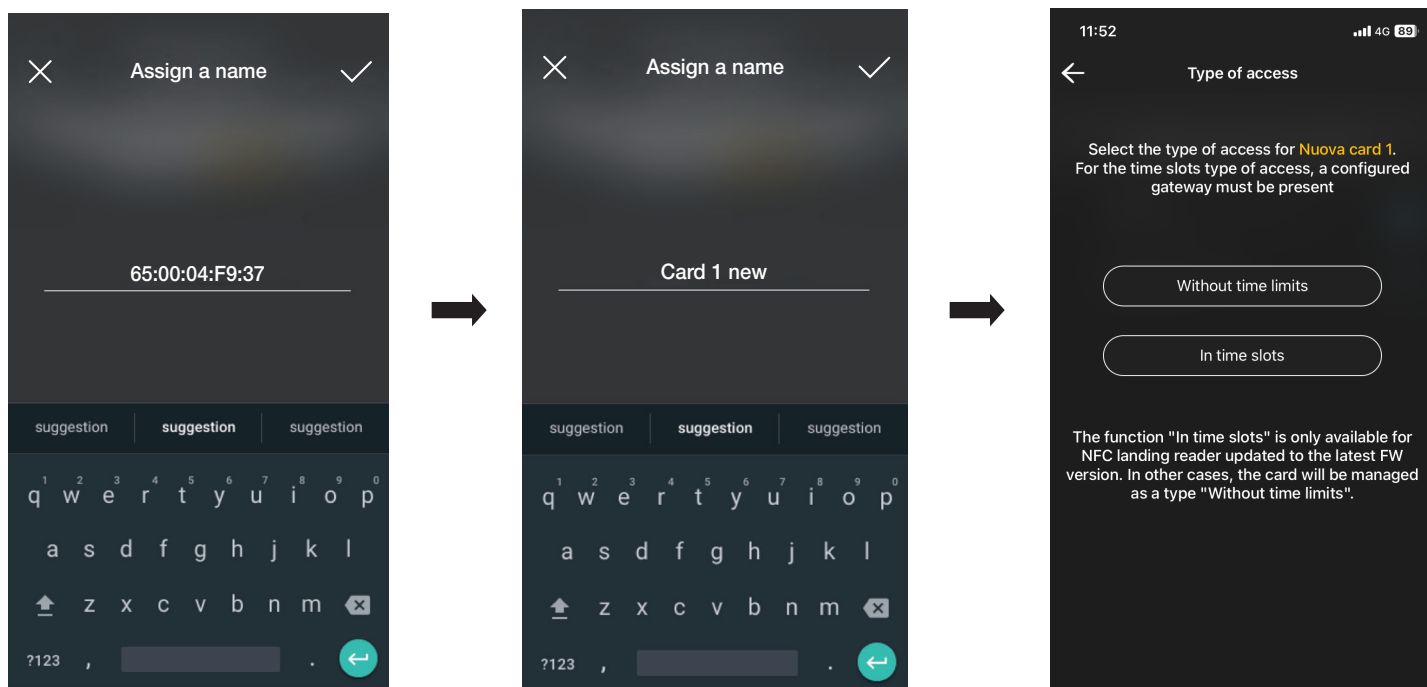 Assign a name
65:00:04:F9:37
suggestion suggestion suggestion
1 2 3 4 5 6 7 8 9 0
q w e r t y u i o p
a s d f g h j k l
z x c v b n m
?123 , .
Assign a name
Card 1 new
suggestion suggestion suggestion
1 2 3 4 5 6 7 8 9 0
q w e r t y u i o p
a s d f g h j k l
z x c v b n m
?123 , .
11:52 4G 89
Type of access
Select the type of access for Nuova card 1.
For the time slots type of access, a configured
gateway must be present
Without time limits
In time slots
The function "In time slots" is only available for
NFC landing reader updated to the latest FW
version. In other cases, the card will be managed
as a type "Without time limits".